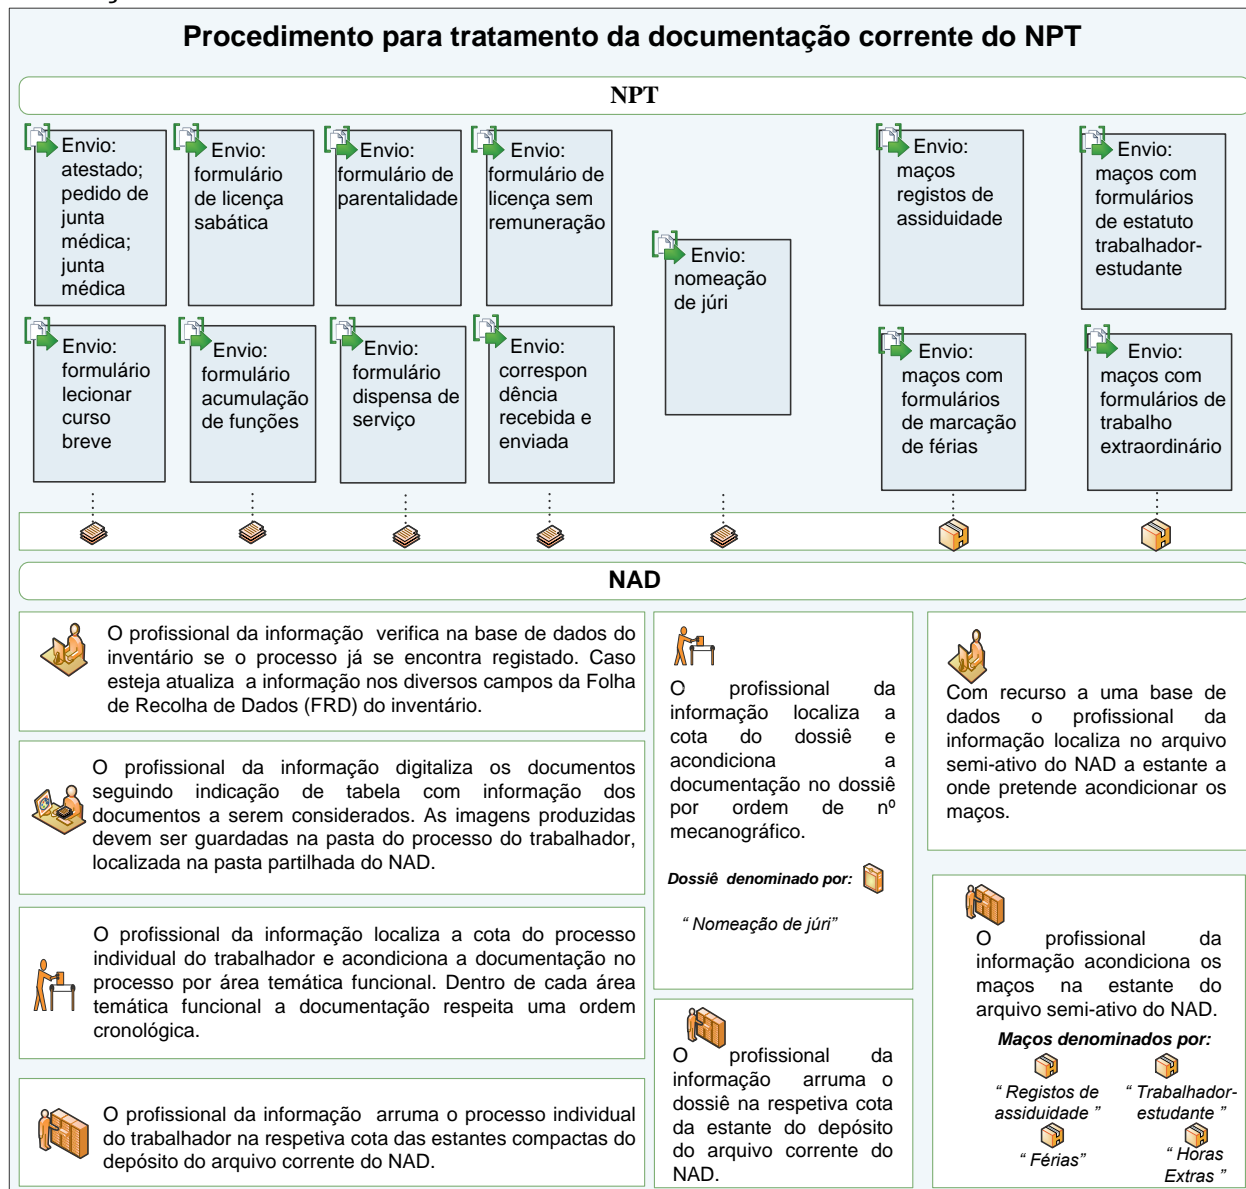 Procedimento para tratamento da documentação corrente do NPT
NPT
Envio:
atestado;
pedido de
junta
médica;
junta
médica
Envio:
formulário
de licença
sabática
Envio:
formulário de
parentalidade
Envio:
formulário de
licença sem
remuneração
Envio:
nomeação
de júri
Envio:
maços
registos de
assiduidade
Envio:
maços com
formulários
de estatuto
trabalhador-
estudante
Envio:
formulário
lecionar
curso
breve
Envio:
formulário
acumulação
de funções
Envio:
formulário
dispensa de
serviço
Envio:
correspon
dência
recebida e
enviada
Envio:
maços com
formulários
de marcação
de férias
Envio:
maços com
formulários de
trabalho
extraordinário
NAD
O profissional da informação verifica na base de dados do
inventário se o processo já se encontra registado. Caso
esteja atualiza a informação nos diversos campos da Folha
de Recolha de Dados (FRD) do inventário.
O profissional da informação digitaliza os documentos
seguindo indicação de tabela com informação dos
documentos a serem considerados. As imagens produzidas
devem ser guardadas na pasta do processo do trabalhador,
localizada na pasta partilhada do NAD.
O profissional da informação localiza a cota do processo
individual do trabalhador e acondiciona a documentação no
processo por área temática funcional. Dentro de cada área
temática funcional a documentação respeita uma ordem
cronológica.
O profissional da informação arruma o processo individual
do trabalhador na respetiva cota das estantes compactas do
depósito do arquivo corrente do NAD.
O profissional da
informação localiza a
cota do dossiê e
acondiciona a
documentação no dossiê
por ordem de nº
mecanográfico.
Dossiê denominado por:
“ Nomeação de júri”
O profissional da
informação arruma o
dossiê na respetiva cota
da estante do depósito
do arquivo corrente do
NAD.
Com recurso a uma base de
dados o profissional da
informação localiza no arquivo
semi-ativo do NAD a estante a
onde pretende acondicionar os
maços.
O profissional da
informação acondiciona os
maços na estante do
arquivo semi-ativo do NAD.
Maços denominados por:
“ Registos de
assiduidade ”
“ Trabalhador-
estudante ”
“ Férias”
“ Horas
Extras ”